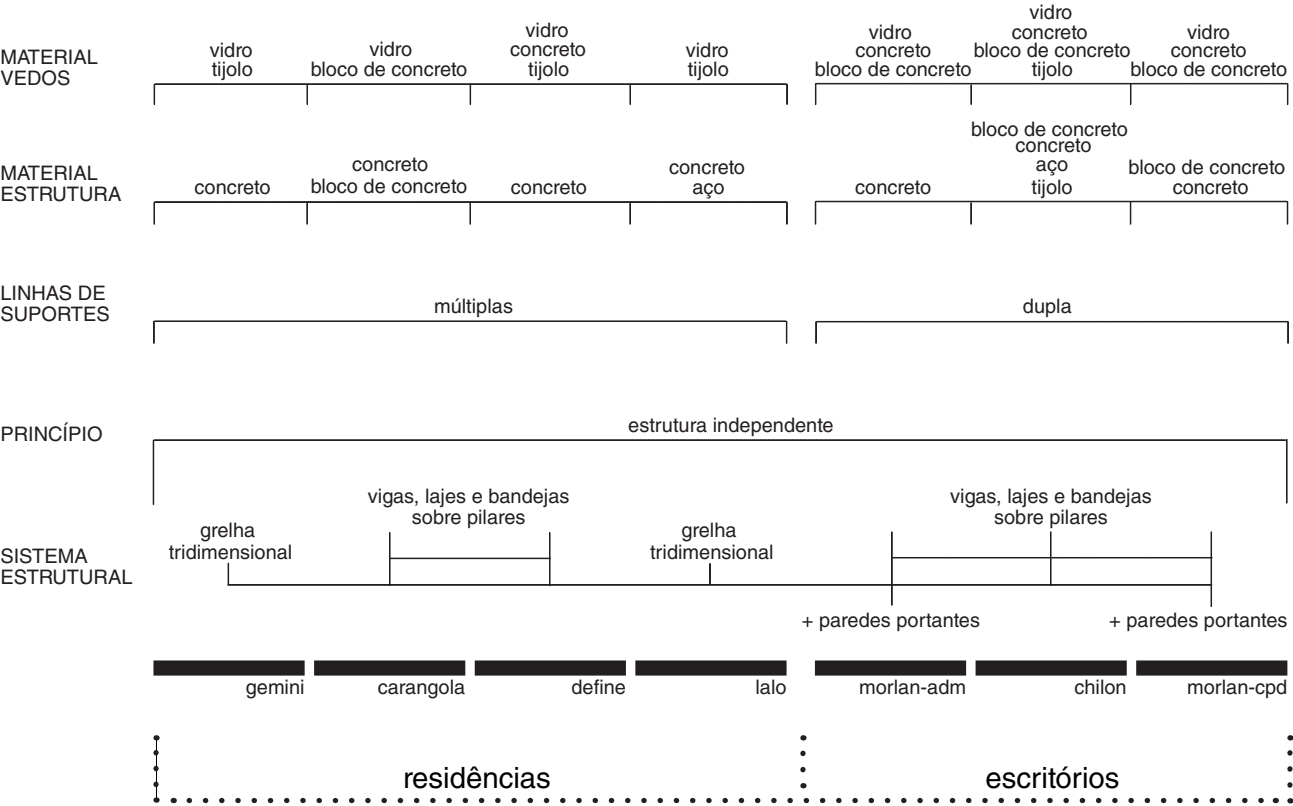 MATERIAL
VEDOS
vidro
tijolo
vidro
bloco de concreto
vidro
concreto
tijolo
vidro
tijolo
vidro
concreto
bloco de concreto
vidro
concreto
bloco de concreto
tijolo
vidro
concreto
bloco de concreto
MATERIAL
ESTRUTURA
concreto
concreto
bloco de concreto
concreto
concreto
aço
concreto
bloco de concreto
concreto
aço
tijolo
bloco de concreto
concreto
LINHAS DE
SUPORTES
múltiplas
dupla
PRINCÍPIO
estrutura independente
SISTEMA
ESTRUTURAL
grelha
tridimensional
vigas, lajes e bandejas
sobre pilares
grelha
tridimensional
vigas, lajes e bandejas
sobre pilares
+ paredes portantes
+ paredes portantes
gemini
carangola
define
lalo
morlan-adm
chilon
morlan-cpd
residências
escritórios